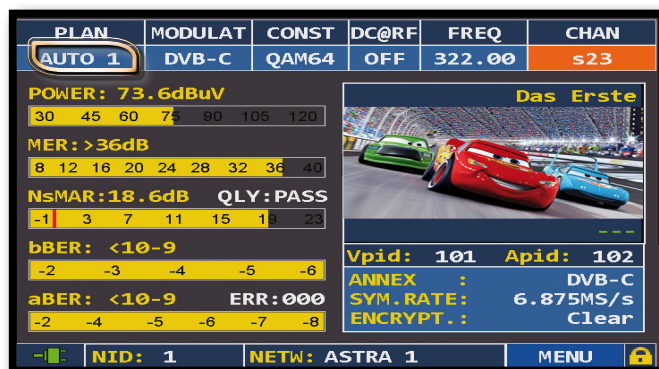 PLAN MODULAT CONST DC@RF FREQ CHAN
AUTO 1 DVB-C QAM64 OFF 322.00 s23
POWER: 73.6dBuV
30 45 60 75 90 105 120
MER:>36dB
8 12 16 20 24 28 32 36 40
NsMAR:18.6dB QLY:PASS
-1 3 7 11 15 19 23
bBER: <10-9
-2 -3 -4 -5 -6
aBER: <10-9 ERR:000
-2 -4 -5 -6 -7 -8
Das Erste
---
Vpid: 101 Apid: 102
ANNEX : DVB-C
SYM.RATE: 6.875MS/s
ENCRYPT.: Clear
NID: 1 NETW: ASTRA 1 MENU